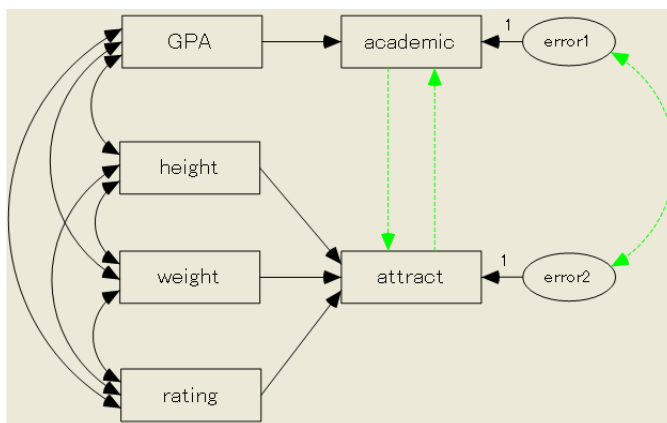 GPA
academic
1
error1
height
weight
attract
1
error2
rating